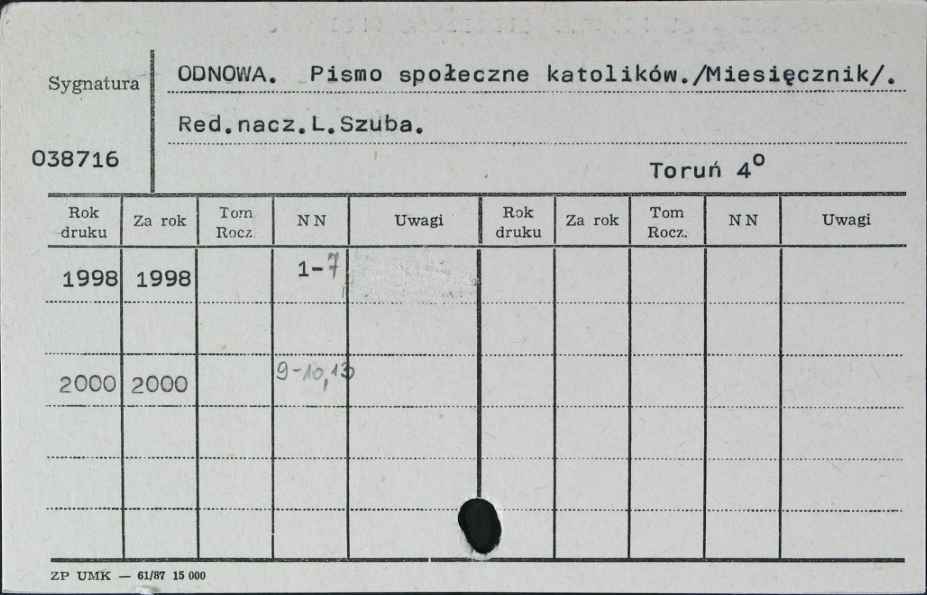 Sygnatura
ODNOWA. Pismo społeczne katolików./Miesięcznik/.
Red.nacz.L.Szuba.
038716
Toruń 4º
Rok druku Za rok Tom Rocz. NN Uwagi Rok druku Za rok Tom Rocz. NN Uwagi
1998 1998 1-7
2000 2000 9-10,13
ZP UMK — 61/87 15 000